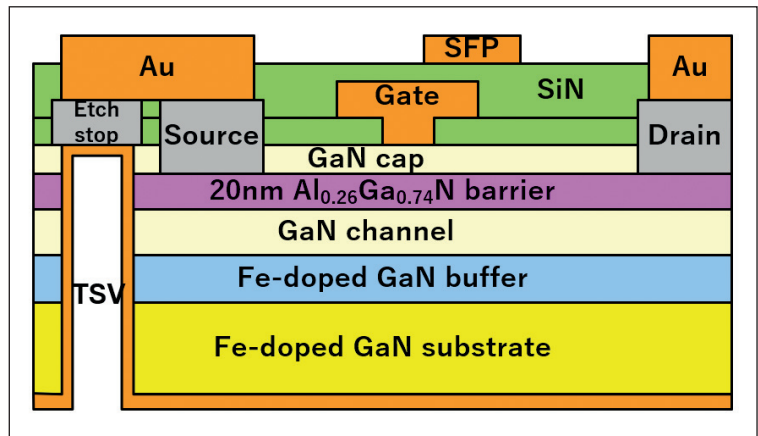 SFP
Au
Au
Gate
SiN
Etch
stop
Source
Drain
GaN cap
20nm Al₀.₂₆Ga₀.₇₄N barrier
GaN channel
Fe-doped GaN buffer
TSV
Fe-doped GaN substrate